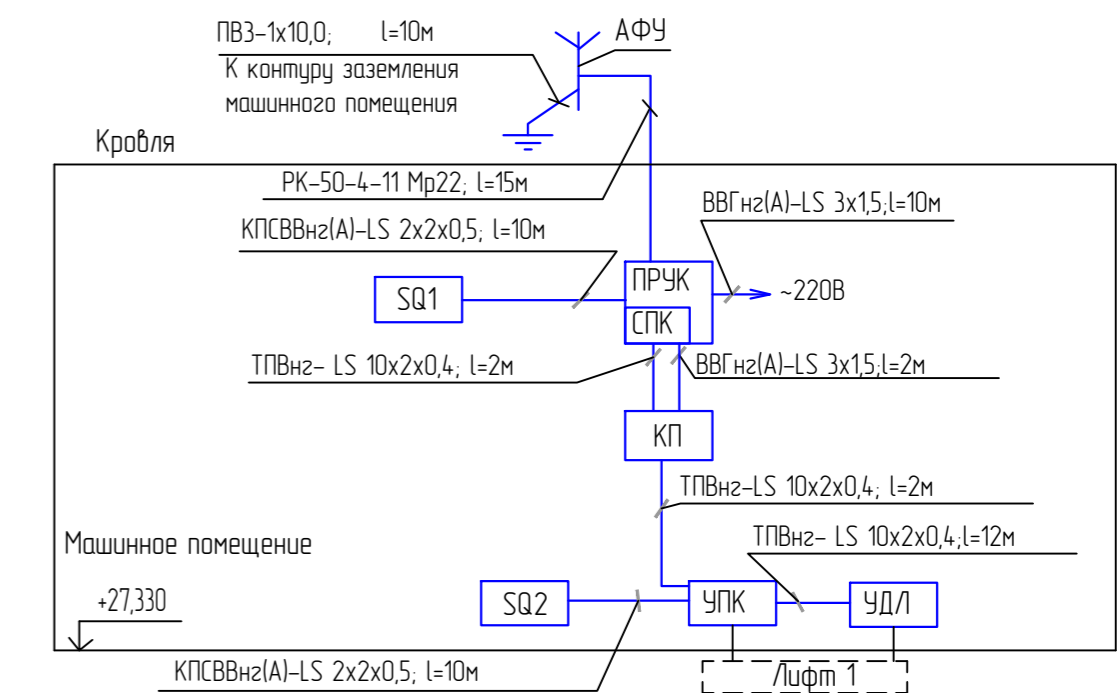 ПВ3-1х10,0; l=10м
АФУ
К контуру заземления
машинного помещения
Кровля
РК-50-4-11 Мр22; l=15м
ВВГнг(А)-LS 3х1,5;l=10м
КПСВВнг(А)-LS 2х2х0,5; l=10м
ПРУК
SQ1
~220В
СПК
ТПВнг- LS 10х2х0,4; l=2м
ВВГнг(А)-LS 3х1,5;l=2м
КП
ТПВнг-LS 10х2х0,4; l=2м
Машинное помещение
ТПВнг- LS 10х2х0,4;l=12м
+27,330
SQ2
УПК
УДЛ
КПСВВнг(А)-LS 2х2х0,5; l=10м
Лифт 1